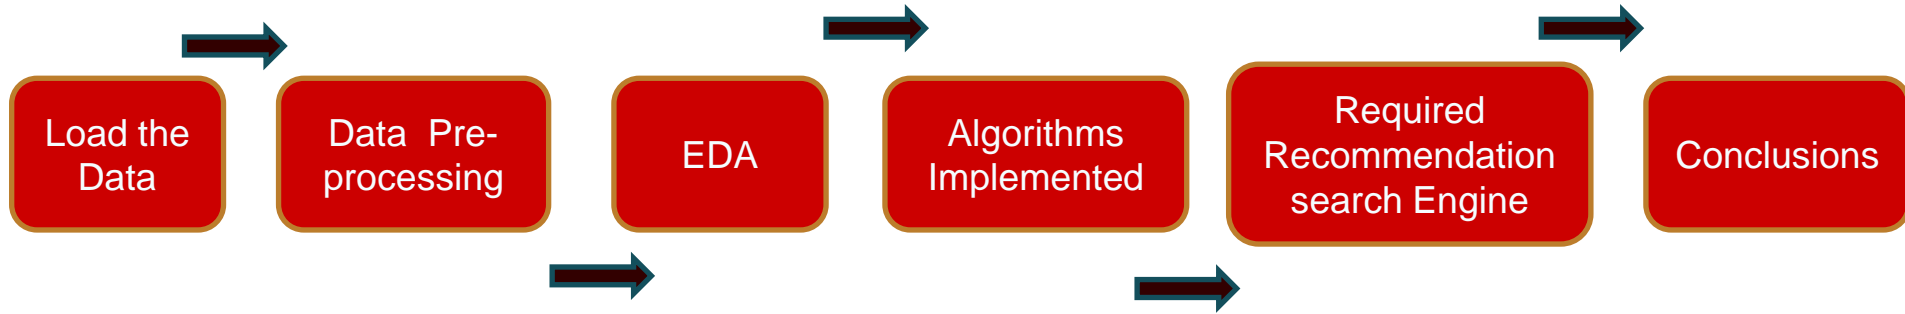 Load the
Data
Data Pre-
processing
EDA
Algorithms
Implemented
Required
Recommendation
search Engine
Conclusions